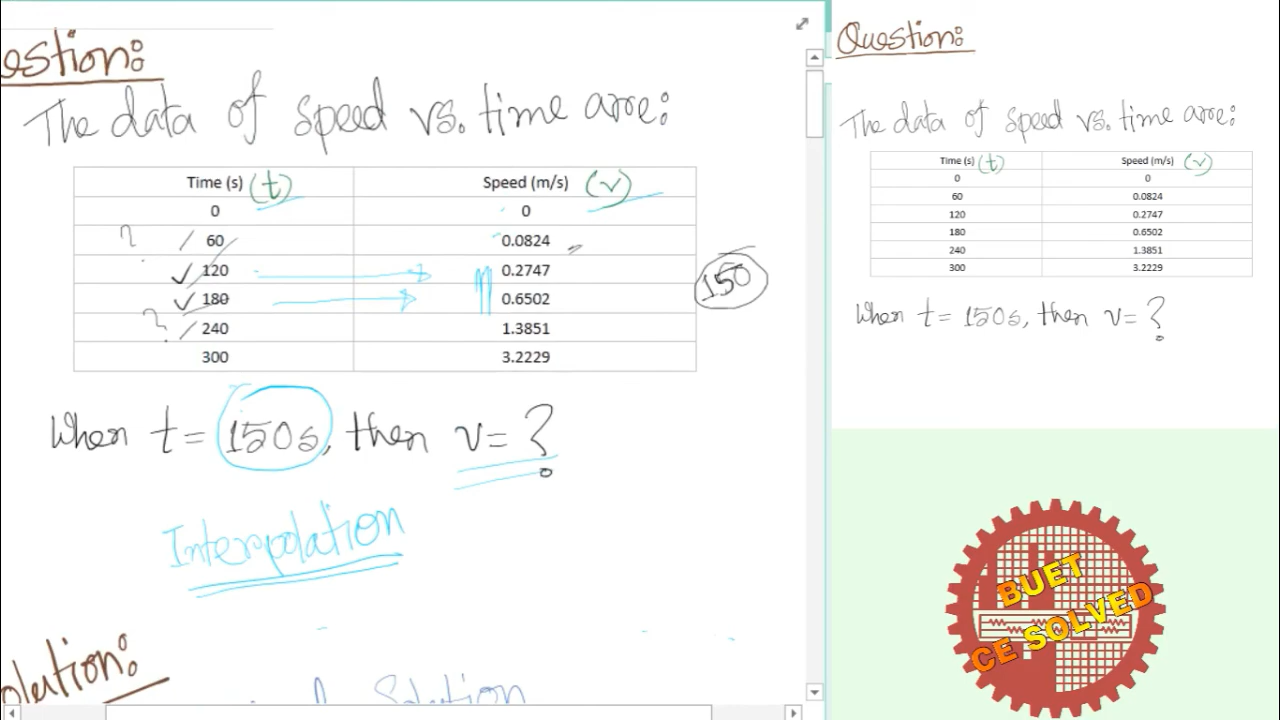 estion:
The data of speed vs. time are:
Time (s) (t) Speed (m/s) (v)
0 0
? 60 0.0824
120 0.2747
180 0.6502
? 240 1.3851
300 3.2229
150
When t = 150s, then v = ?
Interpolation
olution:
Solution
Question:
The data of speed vs. time are:
Time (s) (t) Speed (m/s) (v)
0 0
60 0.0824
120 0.2747
180 0.6502
240 1.3851
300 3.2229
When t = 150s, then v = ?
BUET
CE SOLVED